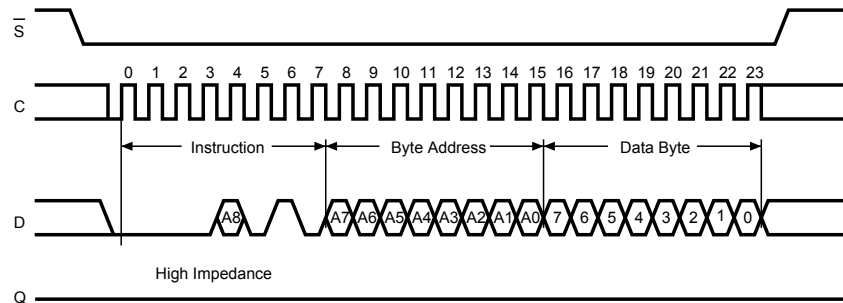 S
0 1 2 3 4 5 6 7 8 9 10 11 12 13 14 15 16 17 18 19 20 21 22 23
C
Instruction Byte Address Data Byte
D A8 A7 A6 A5 A4 A3 A2 A1 A0 7 6 5 4 3 2 1 0
High Impedance
Q